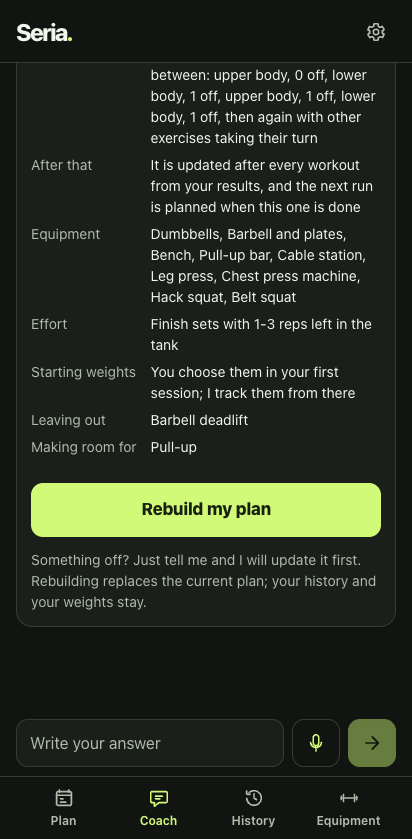 Seria.
between: upper body, 0 off, lower
body, 1 off, upper body, 1 off, lower
body, 1 off, then again with other
exercises taking their turn
After that
It is updated after every workout
from your results, and the next run
is planned when this one is done
Equipment
Dumbbells, Barbell and plates,
Bench, Pull-up bar, Cable station,
Leg press, Chest press machine,
Hack squat, Belt squat
Effort
Finish sets with 1-3 reps left in the
tank
Starting weights
You choose them in your first
session; I track them from there
Leaving out
Barbell deadlift
Making room for
Pull-up
Rebuild my plan
Something off? Just tell me and I will update it first.
Rebuilding replaces the current plan; your history and
your weights stay.
Write your answer
Plan
Coach
History
Equipment